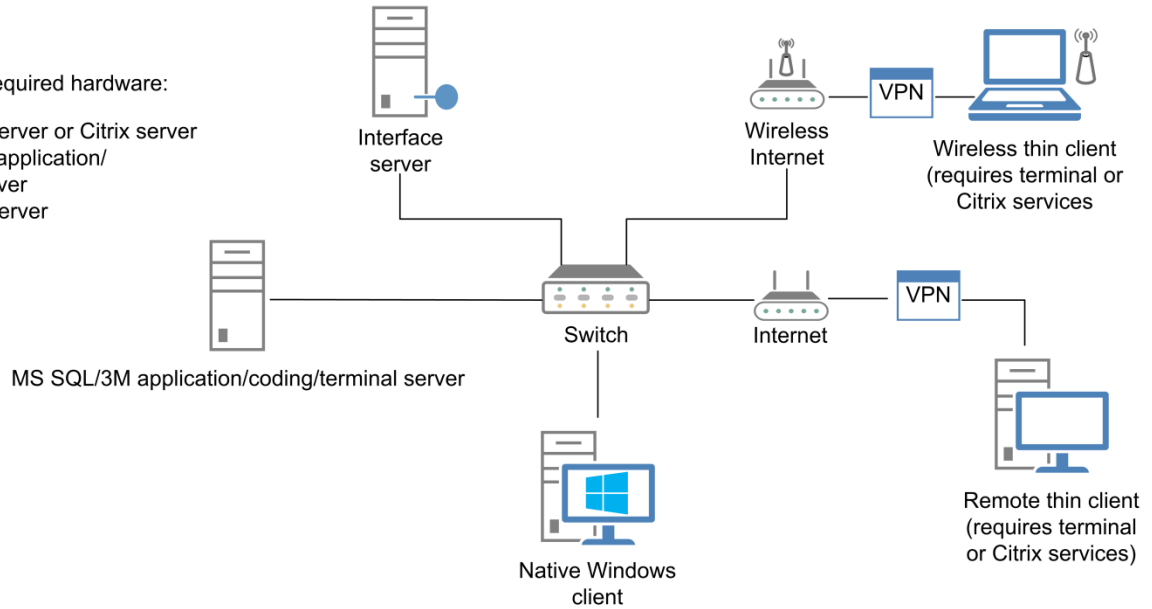 equired hardware:
erver or Citrix server
application/
ver
erver
Interface
server
Wireless
Internet
VPN
Wireless thin client
(requires terminal or
Citrix services
MS SQL/3M application/coding/terminal server
Switch
Internet
VPN
Native Windows
client
Remote thin client
(requires terminal
or Citrix services)